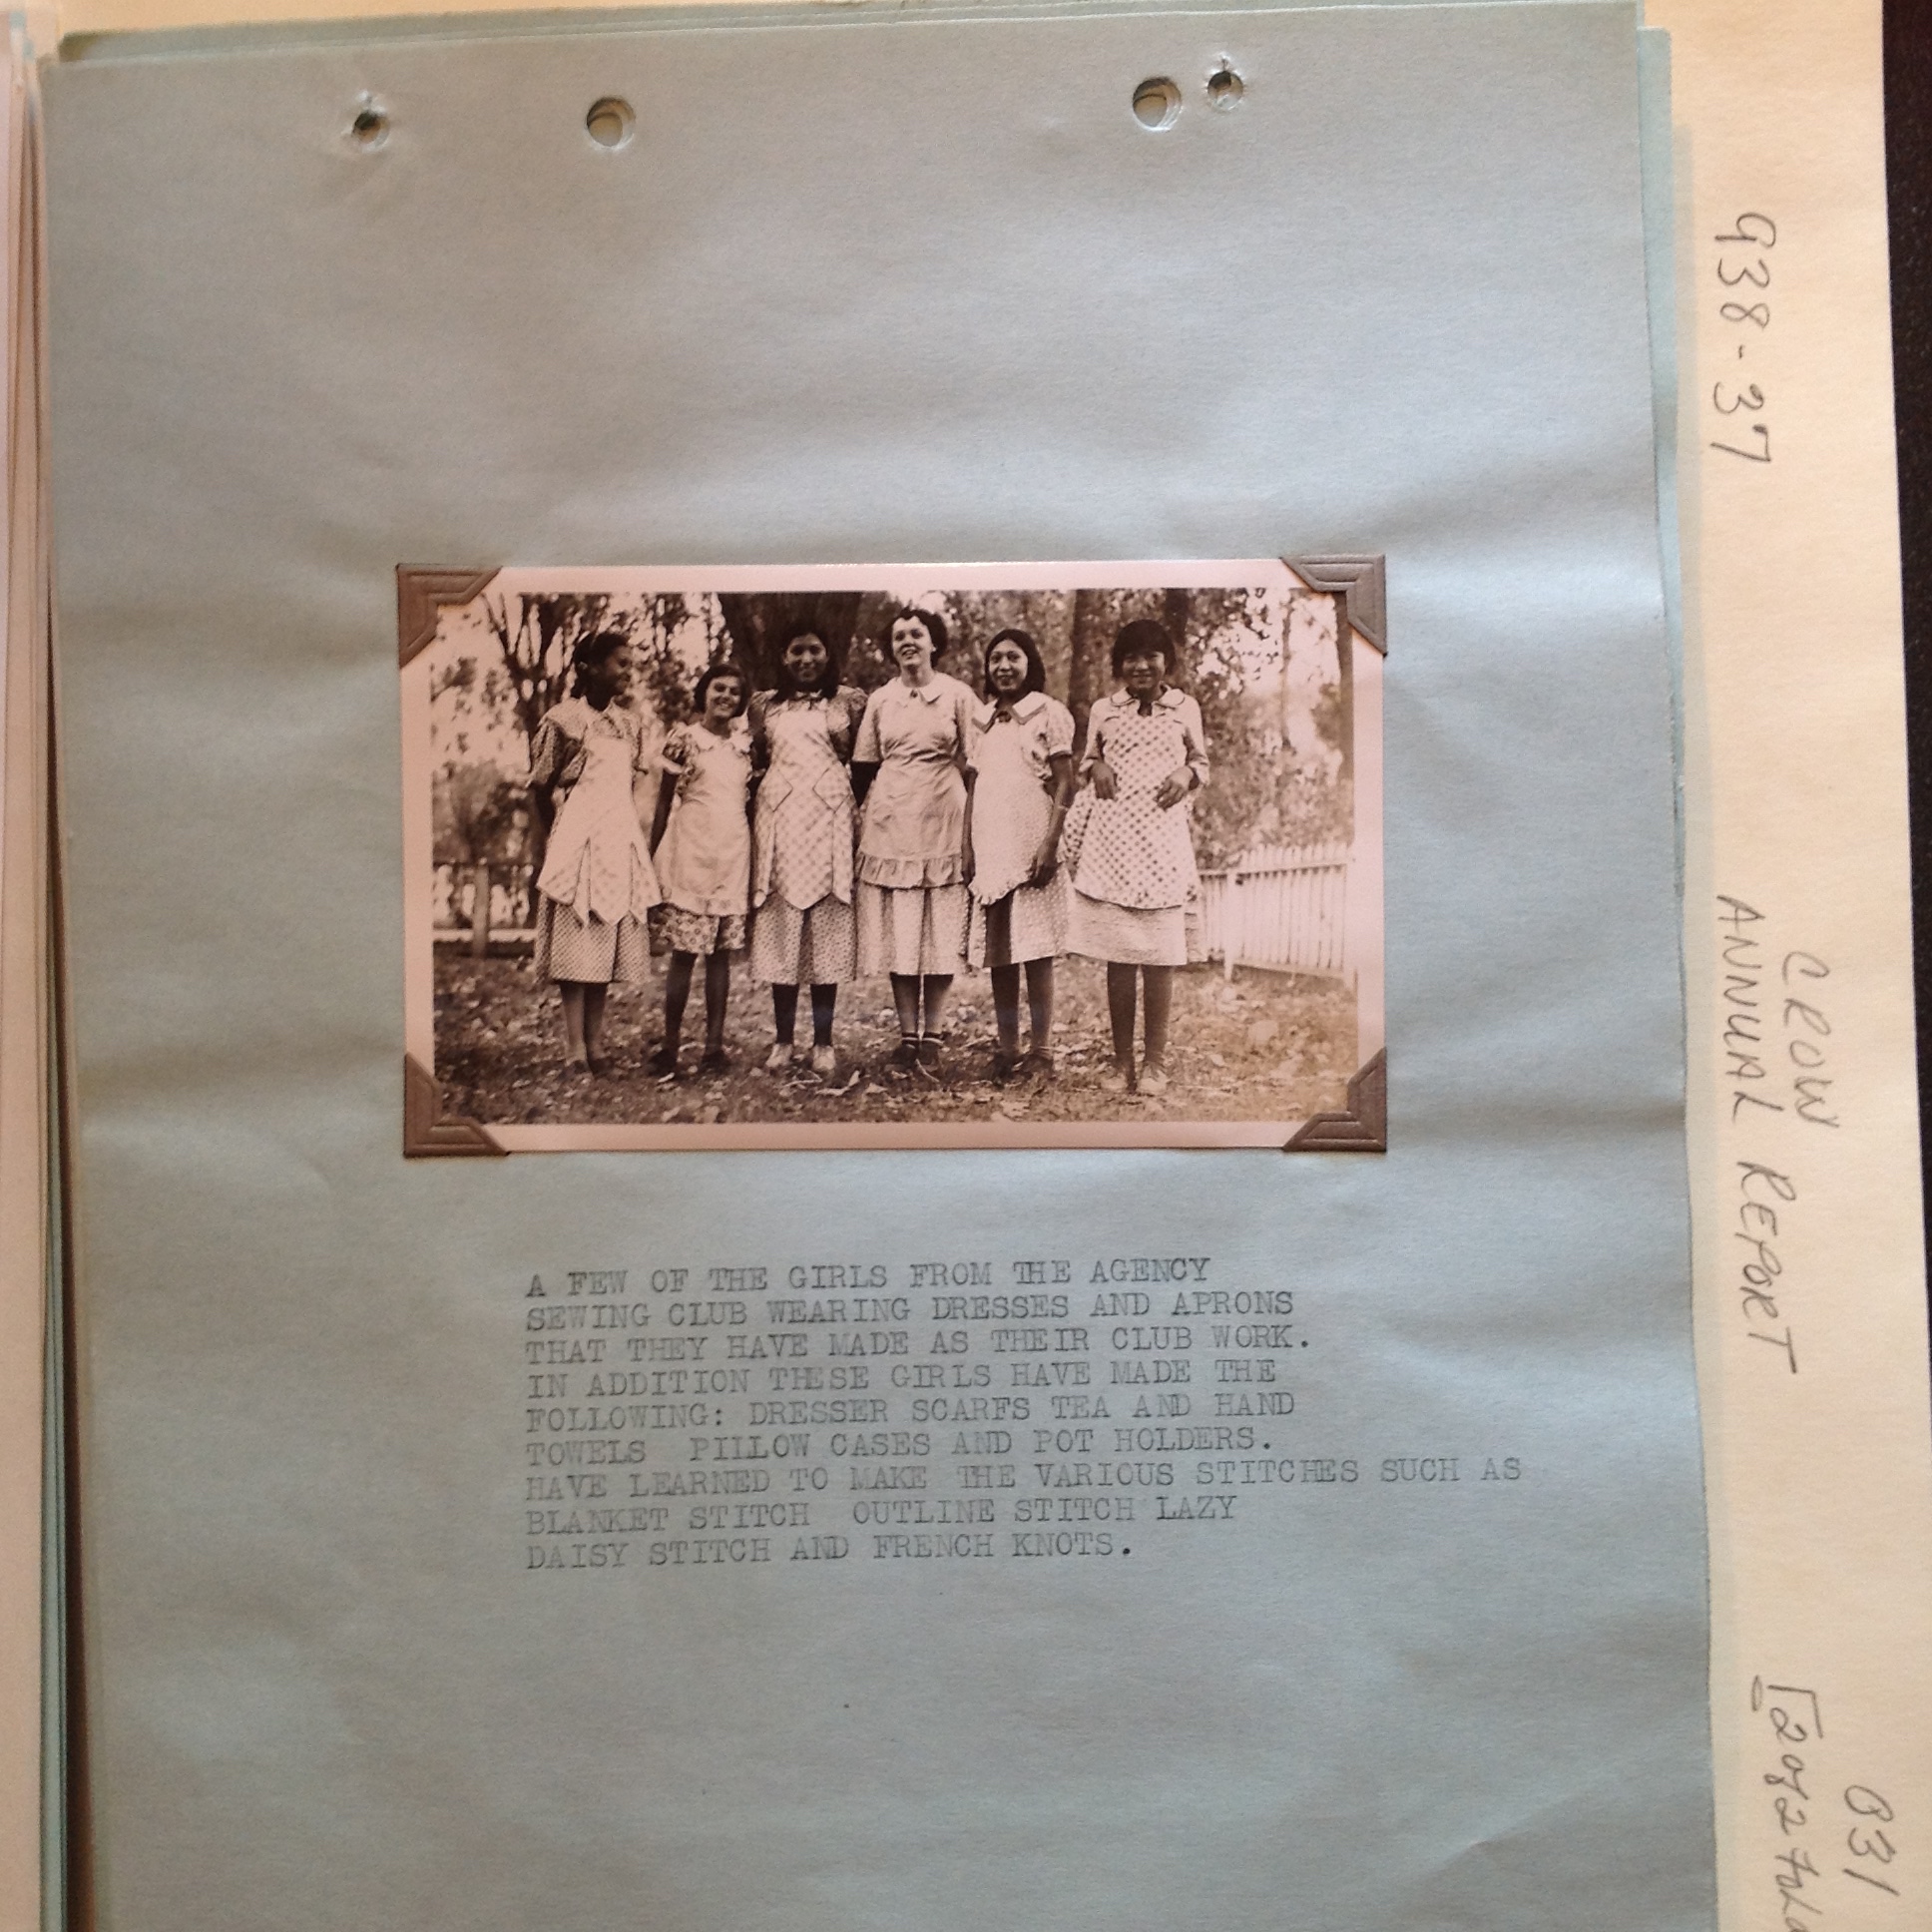 A FEW OF THE GIRLS FROM THE AGENCY
SEWING CLUB WEARING DRESSES AND APRONS
THAT THEY HAVE MADE AS THEIR CLUB WORK.
IN ADDITION THESE GIRLS HAVE MADE THE
FOLLOWING: DRESSER SCARFS TEA AND HAND
TOWELS PILLOW CASES AND POT HOLDERS.
HAVE LEARNED TO MAKE THE VARIOUS STITCHES SUCH AS
BLANKET STITCH OUTLINE STITCH LAZY
DAISY STITCH AND FRENCH KNOTS.
938-37
CROW
ANNUAL REPORT
031
2 of 2